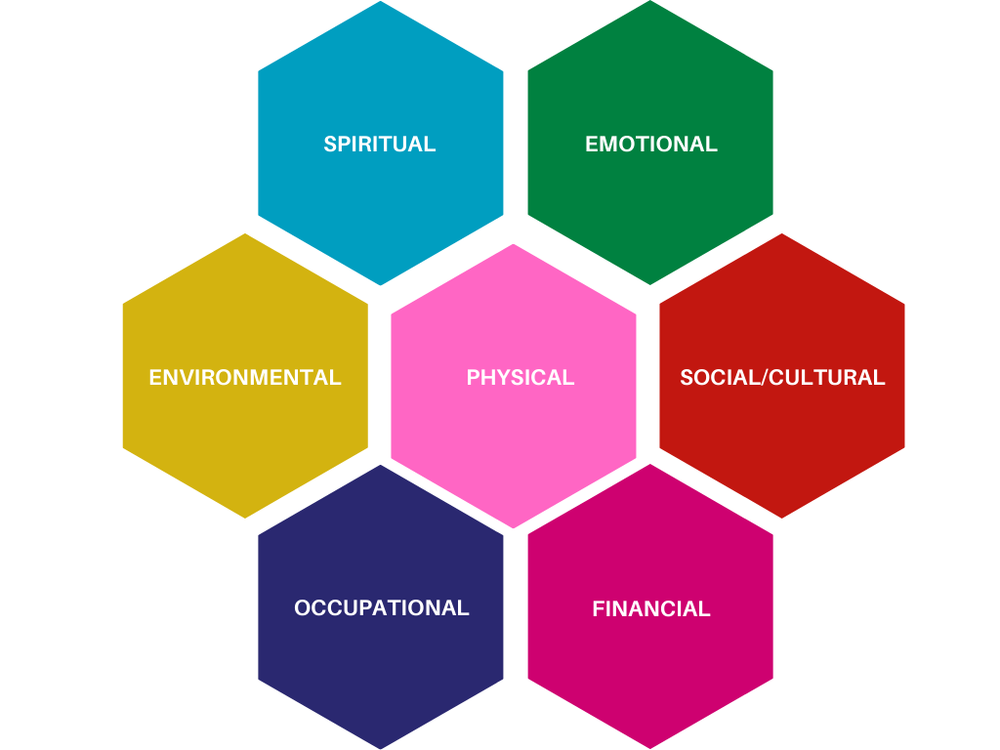 SPIRITUAL
EMOTIONAL
ENVIRONMENTAL
PHYSICAL
SOCIAL/CULTURAL
OCCUPATIONAL
FINANCIAL